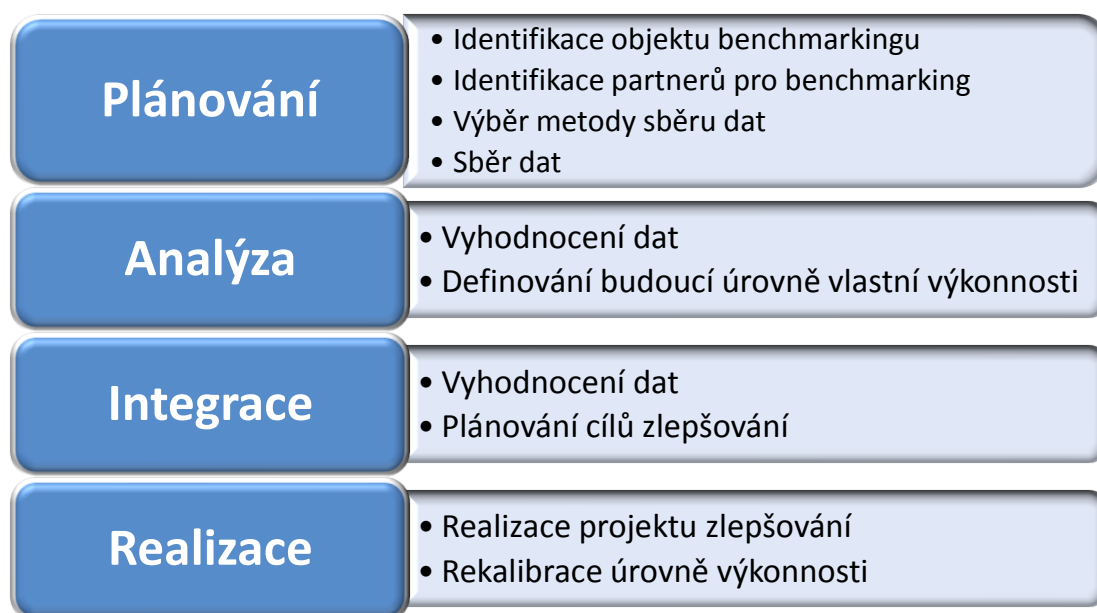 Plánování
• Identifikace objektu benchmarkingu
• Identifikace partnerů pro benchmarking
• Výběr metody sběru dat
• Sběr dat
Analýza
• Vyhodnocení dat
• Definování budoucí úrovně vlastní výkonnosti
Integrace
• Vyhodnocení dat
• Plánování cílů zlepšování
Realizace
• Realizace projektu zlepšování
• Rekalibrace úrovně výkonnosti